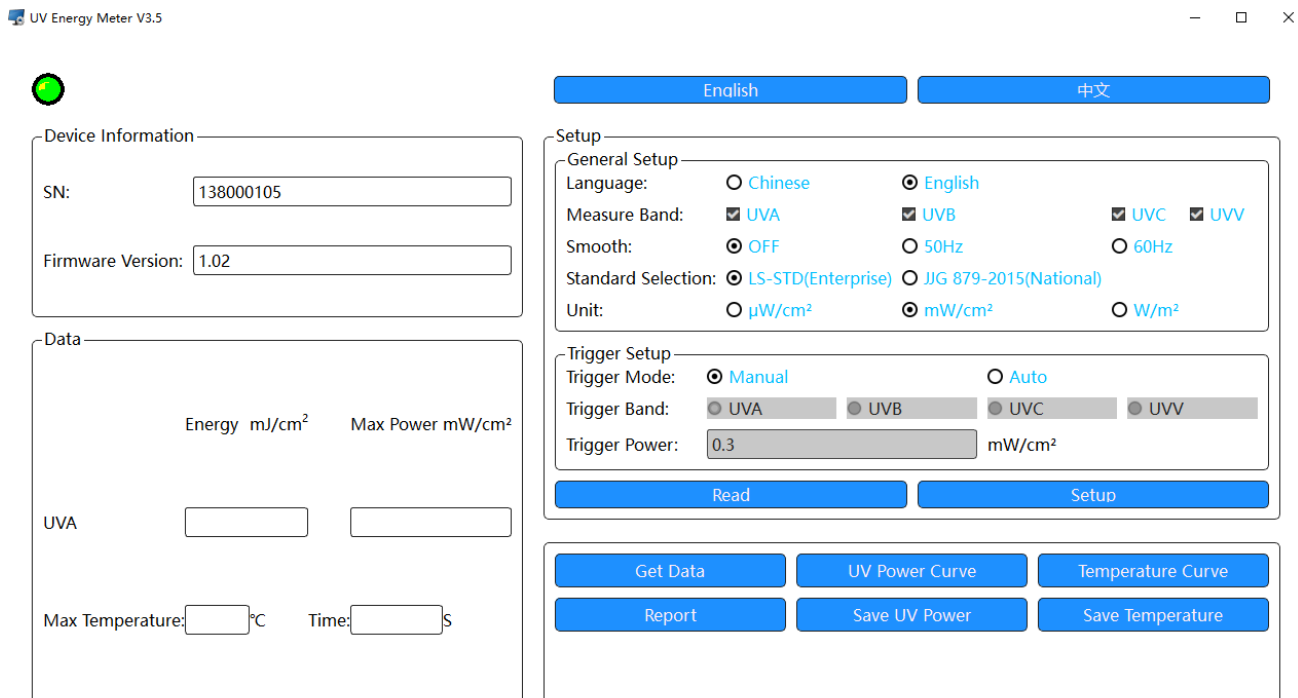 UV Energy Meter V3.5
English 中文
Device Information
SN: 138000105
Firmware Version: 1.02
Data
Energy mJ/cm² Max Power mW/cm²
UVA
Max Temperature: ℃ Time: S
Setup
General Setup
Language: Chinese English
Measure Band: UVA UVB UVC UVV
Smooth: OFF 50Hz 60Hz
Standard Selection: LS-STD(Enterprise) JJG 879-2015(National)
Unit: μW/cm² mW/cm² W/m²
Trigger Setup
Trigger Mode: Manual Auto
Trigger Band: UVA UVB UVC UVV
Trigger Power: 0.3 mW/cm²
Read Setup
Get Data UV Power Curve Temperature Curve
Report Save UV Power Save Temperature